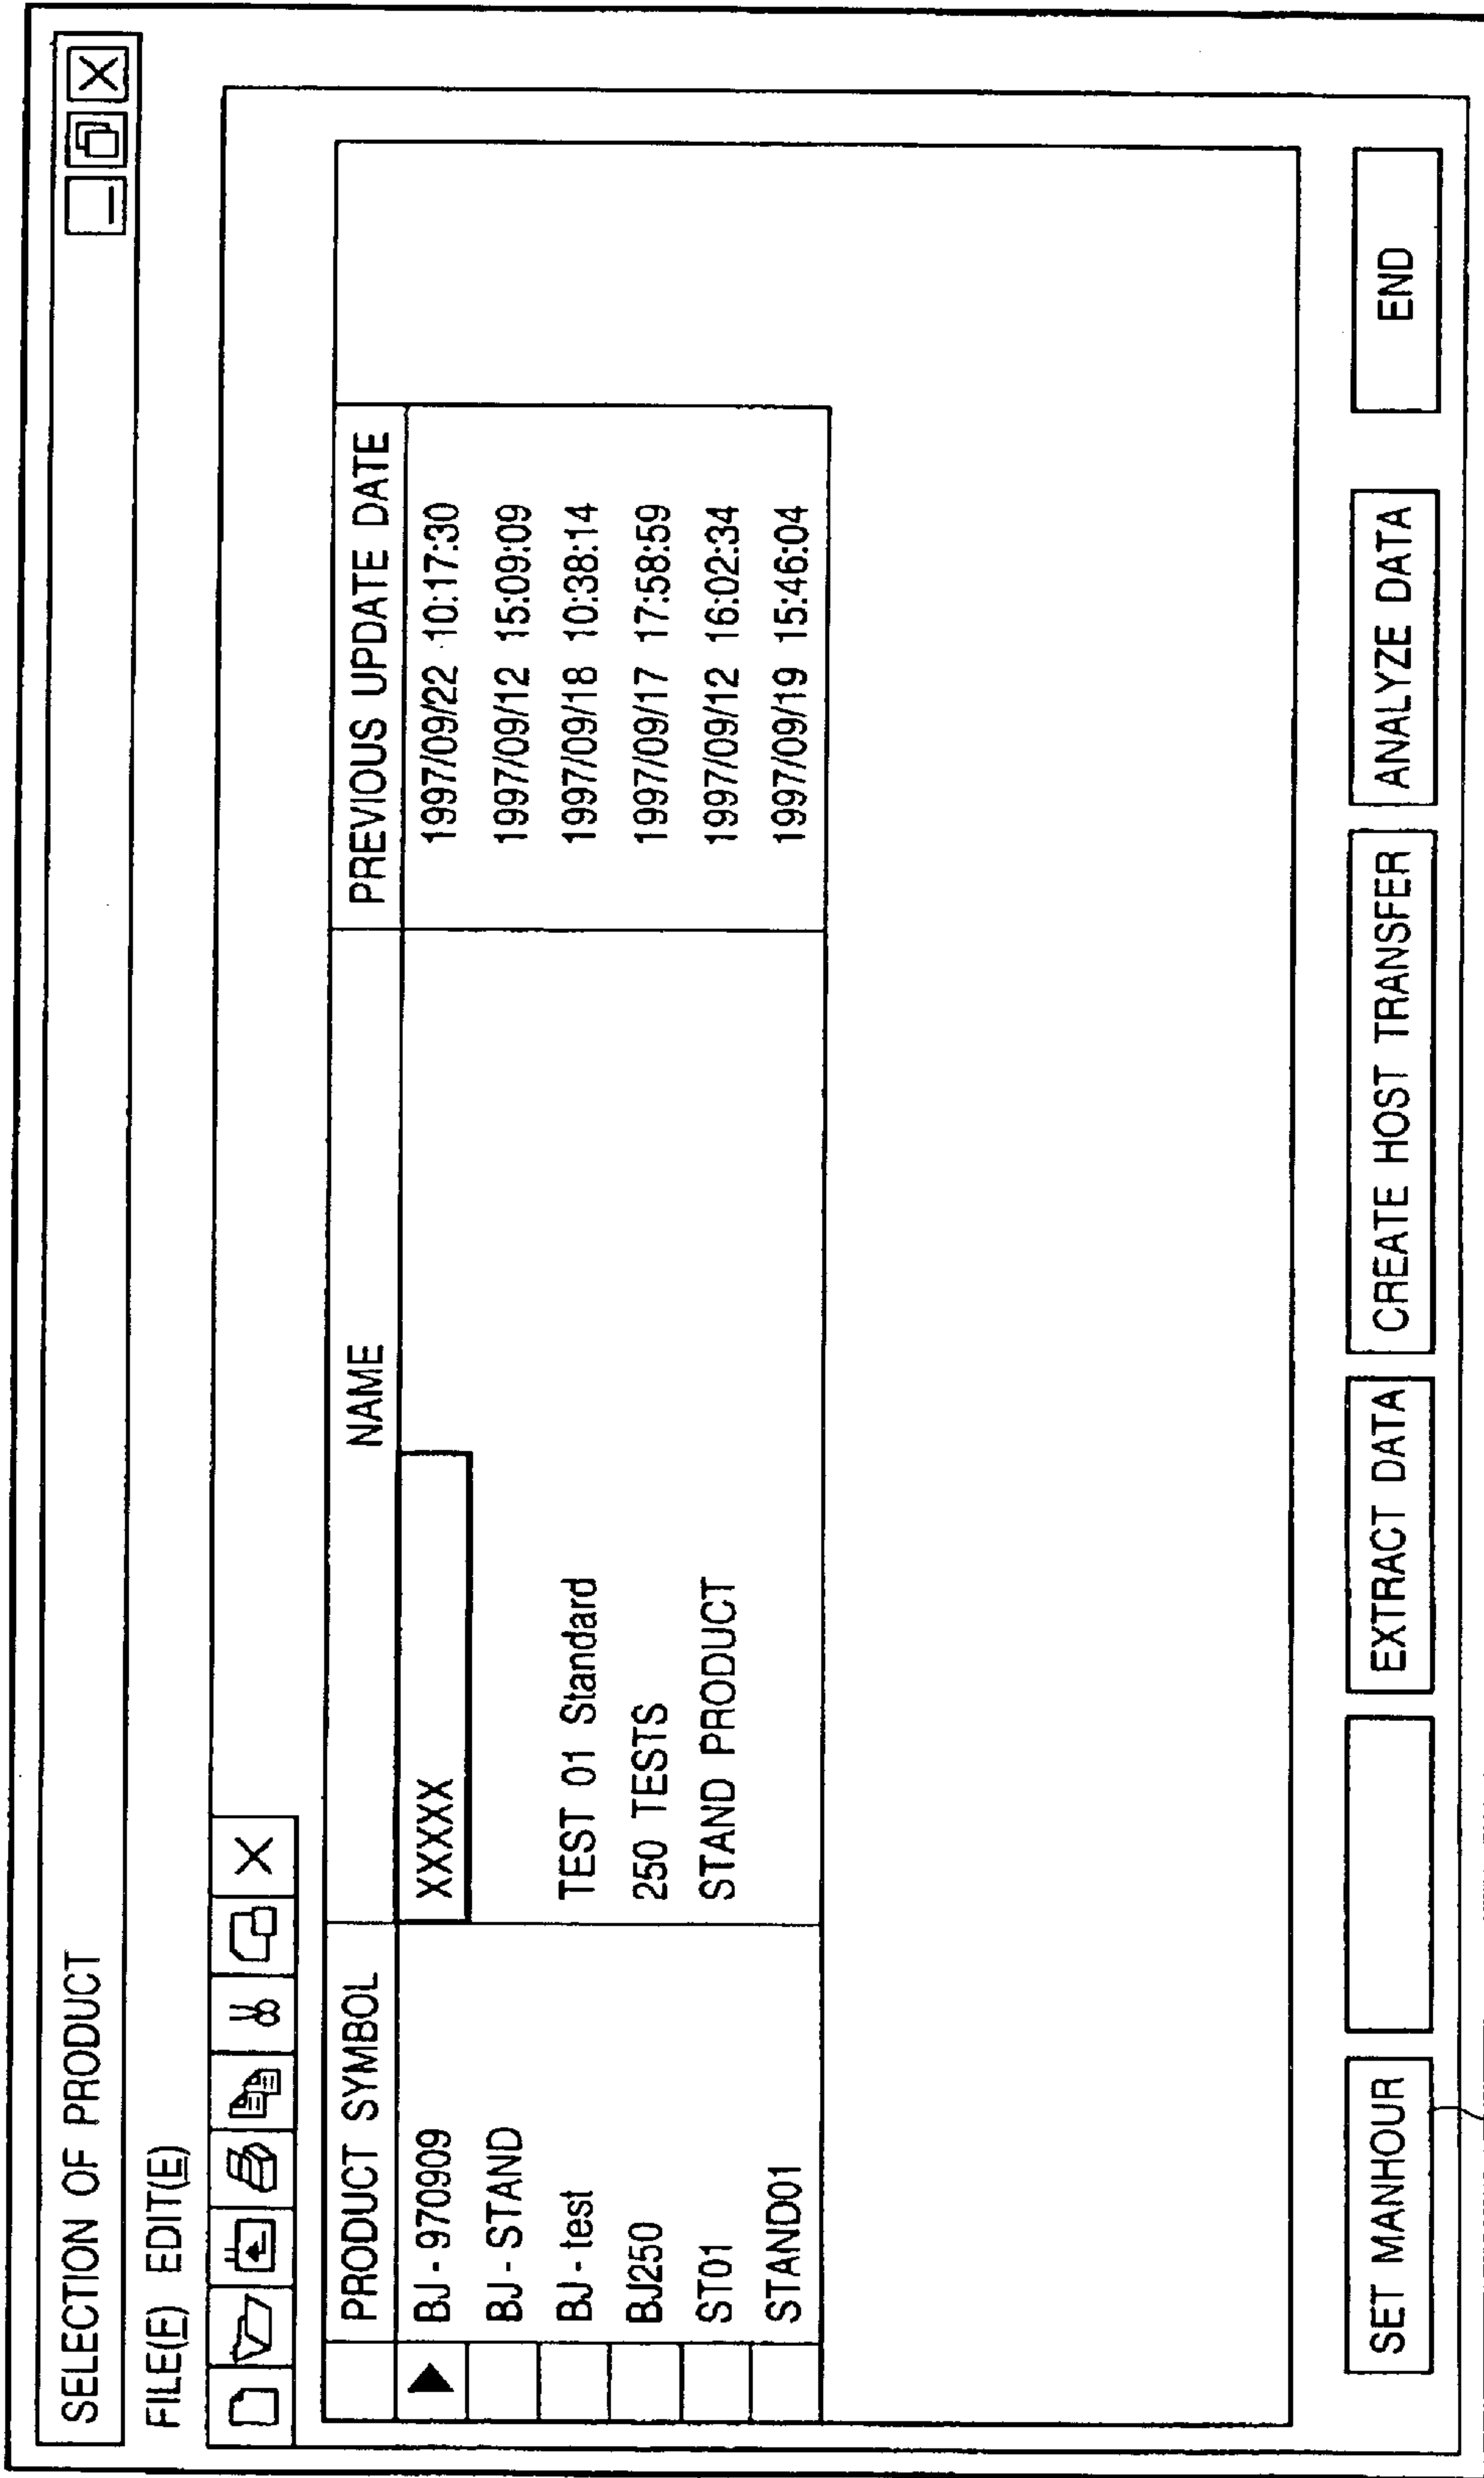 SELECTION OF PRODUCT
FILE(F) EDIT(E)
PRODUCT SYMBOL NAME PREVIOUS UPDATE DATE
BJ - 970909 XXXXX 1997/09/22 10:17:30
BJ - STAND 1997/09/12 15:09:09
BJ - test TEST 01 Standard 1997/09/18 10:38:14
BJ250 250 TESTS 1997/09/17 17:58:59
ST01 STAND PRODUCT 1997/09/12 16:02:34
STAND01 1997/09/19 15:46:04
SET MANHOUR EXTRACT DATA CREATE HOST TRANSFER ANALYZE DATA END